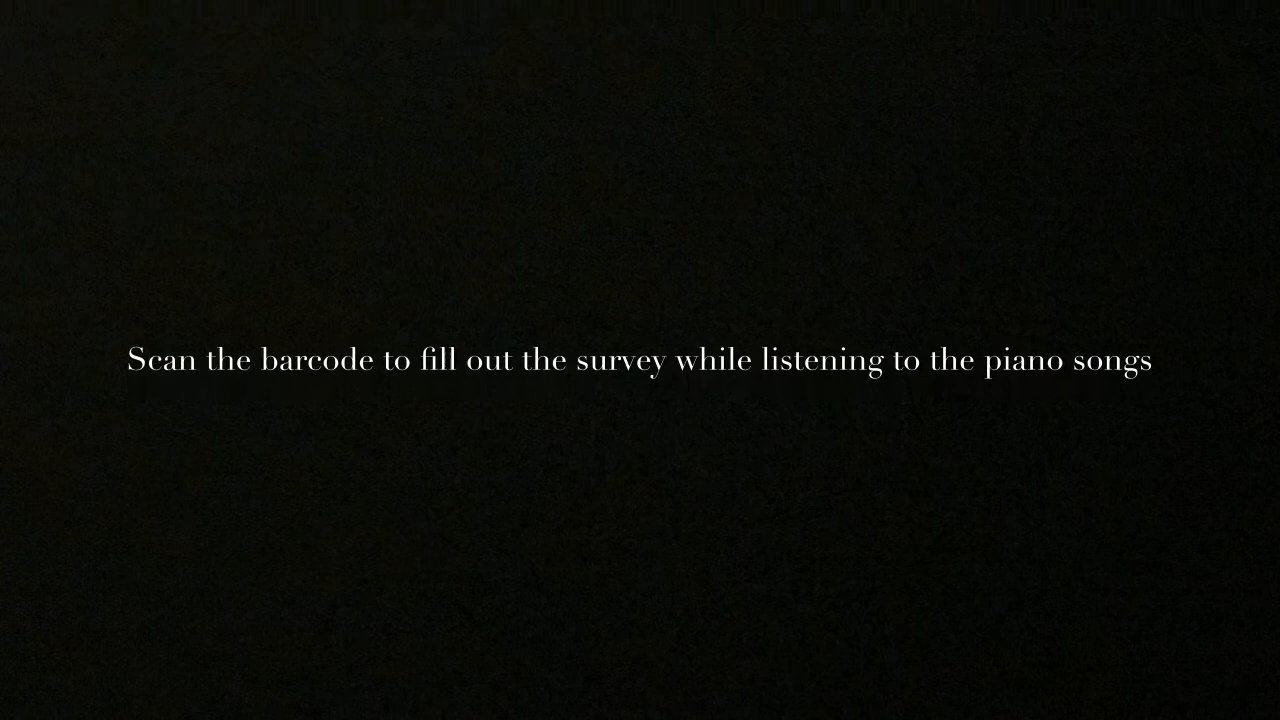 Scan the barcode to fill out the survey while listening to the piano songs